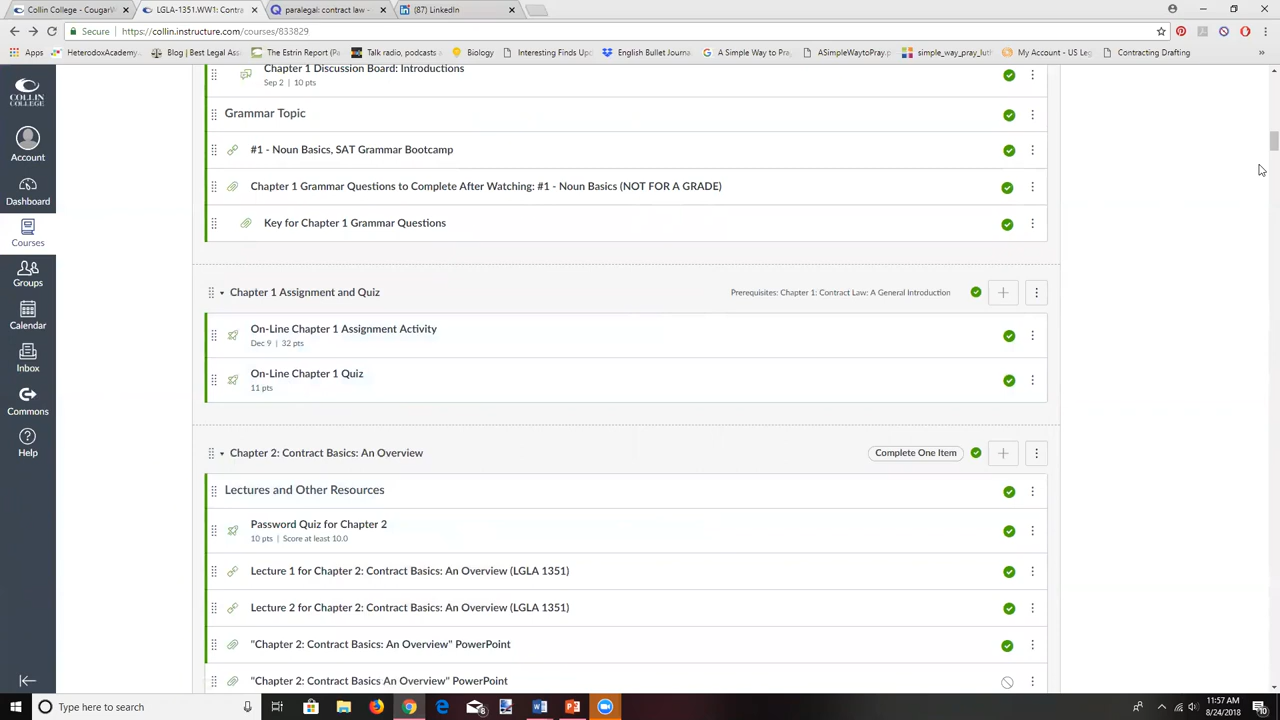 Collin College - CougarW
LGLA-1351.WW1: Contra
paralegal: contract law -
(87) LinkedIn
Secure | https://collin.instructure.com/courses/833829
Apps
HeterodoxAcademy
Blog | Best Legal Ass
The Estrin Report (Pa
Talk radio, podcasts
Biology
Interesting Finds Up
English Bullet Journ
Simple Way to Pray
ASimpleWaytoPray.p
simple_way_pray_lut
My Account - US Leg
Contracting Drafting
»
COLLIN COLLEGE
Account
Dashboard
Courses
Groups
Calendar
Inbox
Commons
Help
Chapter 1 Discussion Board: Introductions
Sep 2 | 10 pts
Grammar Topic
#1 - Noun Basics, SAT Grammar Bootcamp
Chapter 1 Grammar Questions to Complete After Watching: #1 - Noun Basics (NOT FOR A GRADE)
Key for Chapter 1 Grammar Questions
Chapter 1 Assignment and Quiz
Prerequisites: Chapter 1: Contract Law: A General Introduction
On-Line Chapter 1 Assignment Activity
Dec 9 | 32 pts
On-Line Chapter 1 Quiz
11 pts
Chapter 2: Contract Basics: An Overview
Complete One Item
Lectures and Other Resources
Password Quiz for Chapter 2
10 pts | Score at least 10.0
Lecture 1 for Chapter 2: Contract Basics: An Overview (LGLA 1351)
Lecture 2 for Chapter 2: Contract Basics: An Overview (LGLA 1351)
"Chapter 2: Contract Basics: An Overview" PowerPoint
"Chapter 2: Contract Basics An Overview" PowerPoint
Type here to search
11:57 AM
8/24/2018